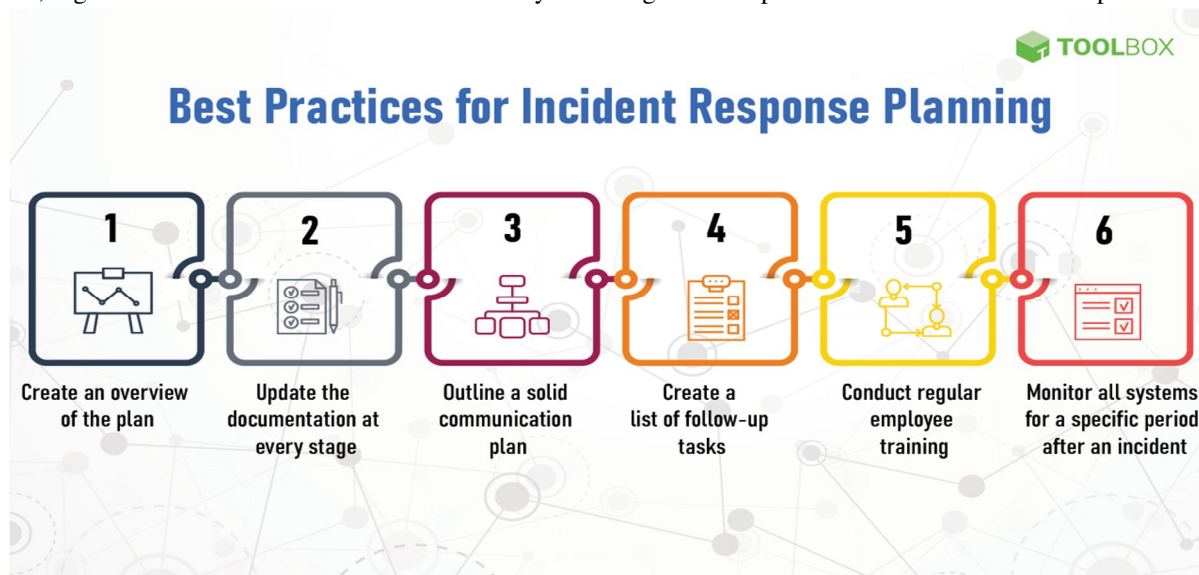 TOOLBOX
Best Practices for Incident Response Planning
1
2
3
4
5
6
Create an overview
of the plan
Update the
documentation at
every stage
Outline a solid
communication
plan
Create a
list of follow-up
tasks
Conduct regular
employee
training
Monitor all systems
for a specific period
after an incident